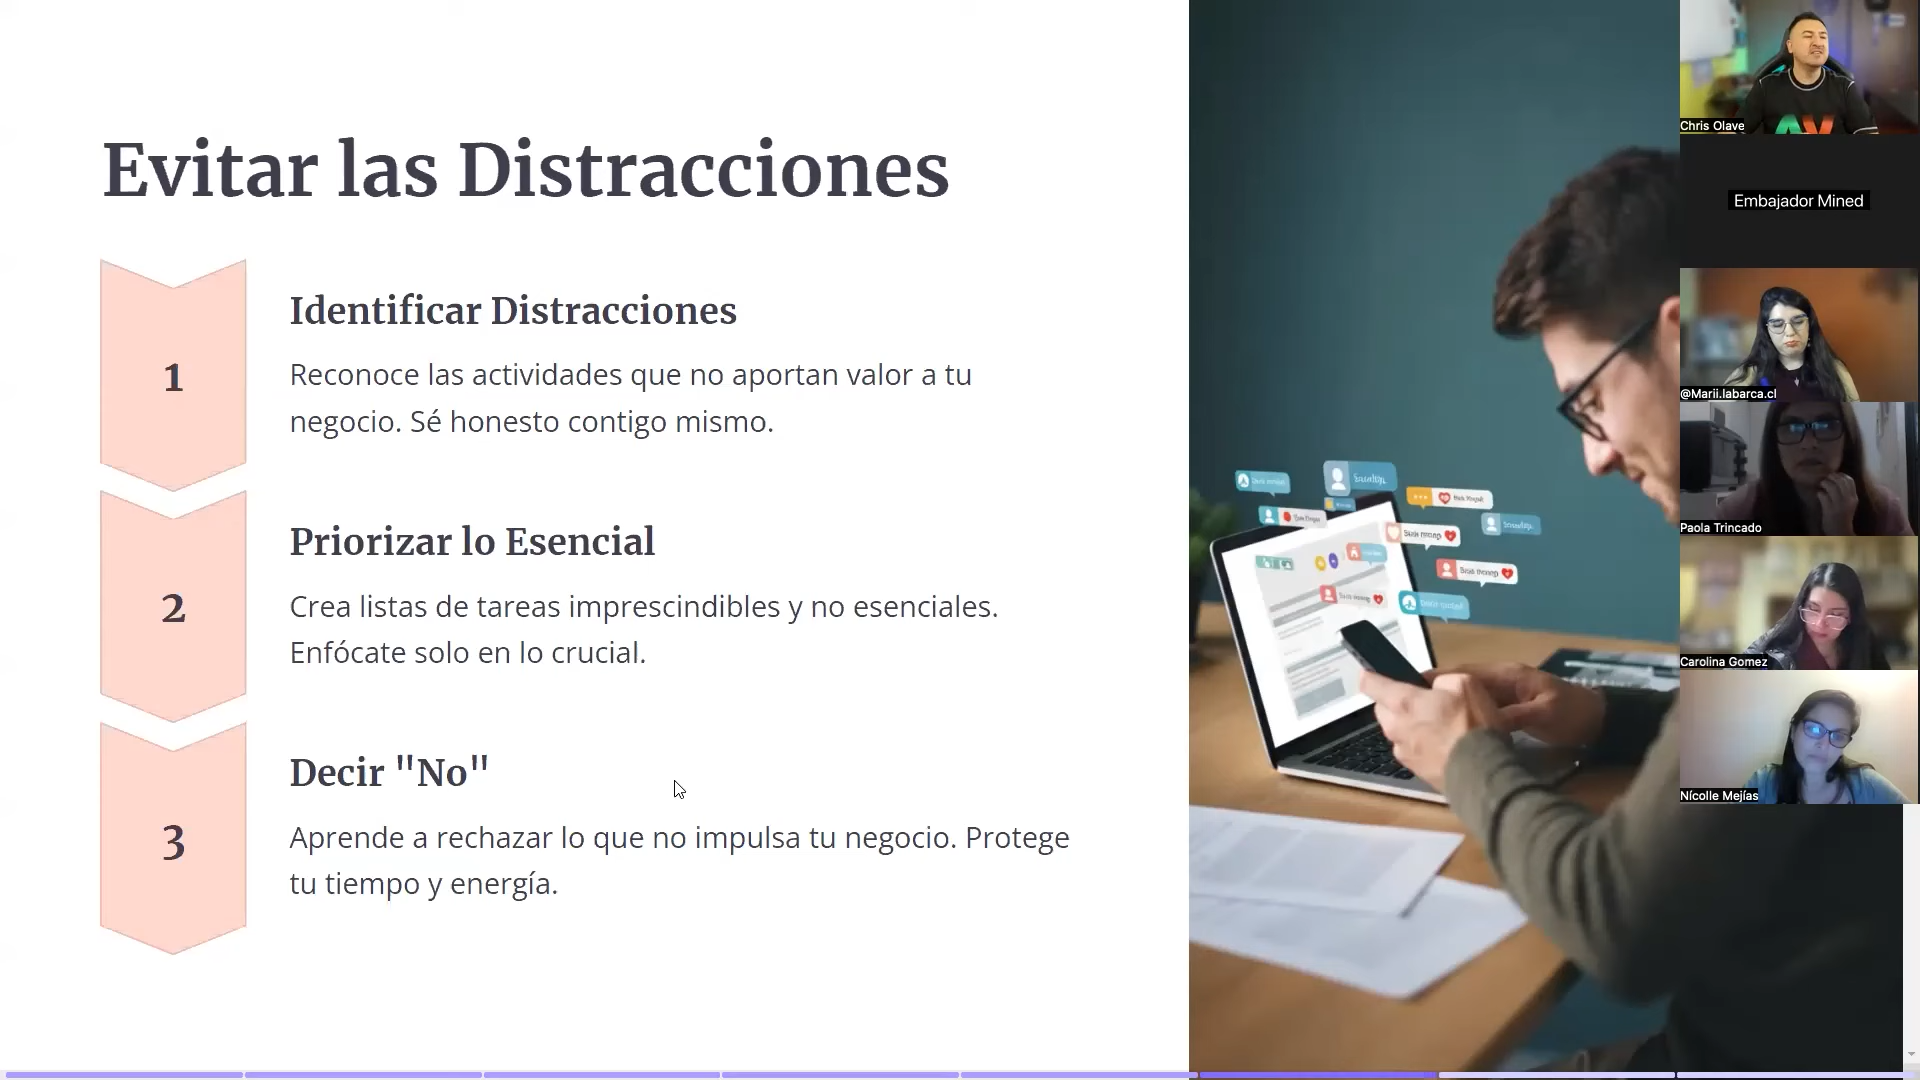 Evitar las Distracciones
1
Identificar Distracciones
Reconoce las actividades que no aportan valor a tu
negocio. Sé honesto contigo mismo.
2
Priorizar lo Esencial
Crea listas de tareas imprescindibles y no esenciales.
Enfócate solo en lo crucial.
3
Decir "No"
Aprende a rechazar lo que no impulsa tu negocio. Protege
tu tiempo y energía.
Chris Olave
Embajador Mined
@Marii.labarca.cl
Paola Trincado
Carolina Gomez
Nícolle Mejías